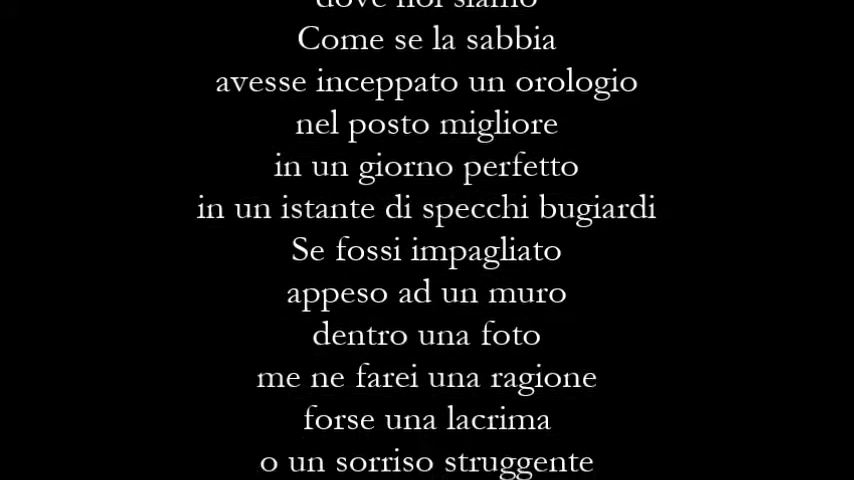 dove noi siamo
Come se la sabbia
avesse inceppato un orologio
nel posto migliore
in un giorno perfetto
in un istante di specchi bugiardi
Se fossi impagliato
appeso ad un muro
dentro una foto
me ne farei una ragione
forse una lacrima
o un sorriso struggente